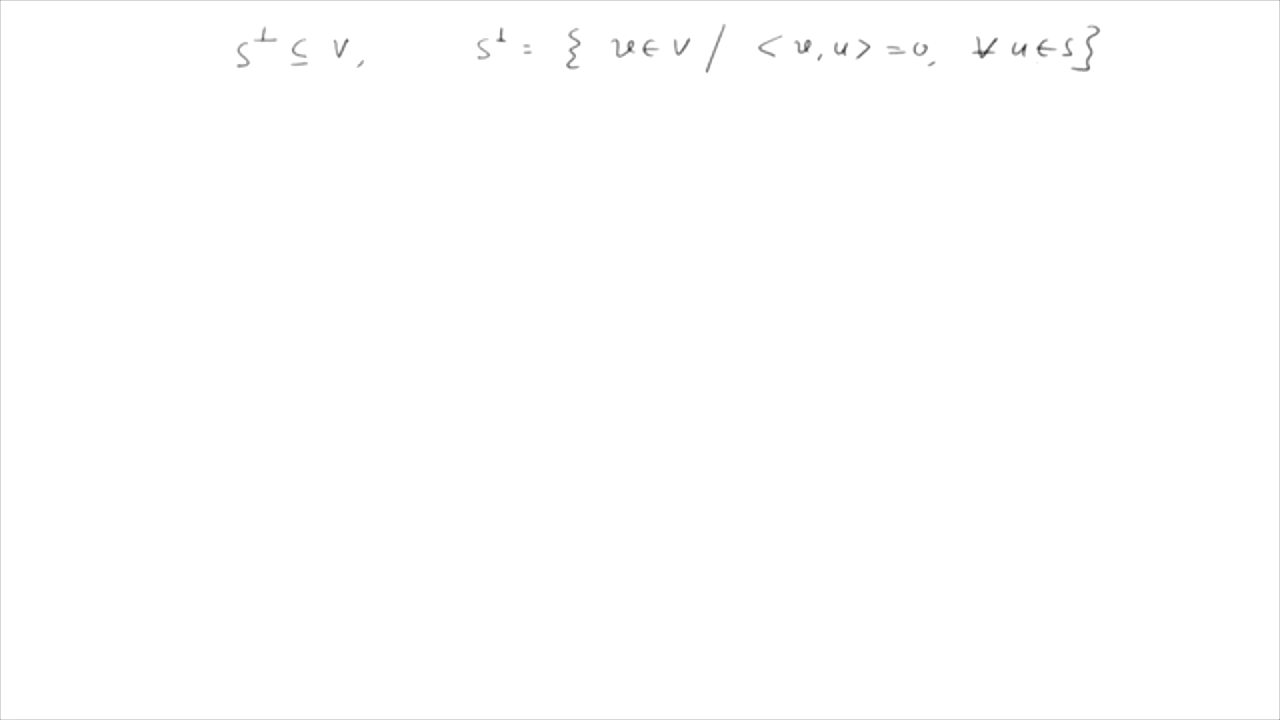 S⊥ ⊆ V, S⊥ = { v ∈ V / < v, u > = 0, ∀ u ∈ S }